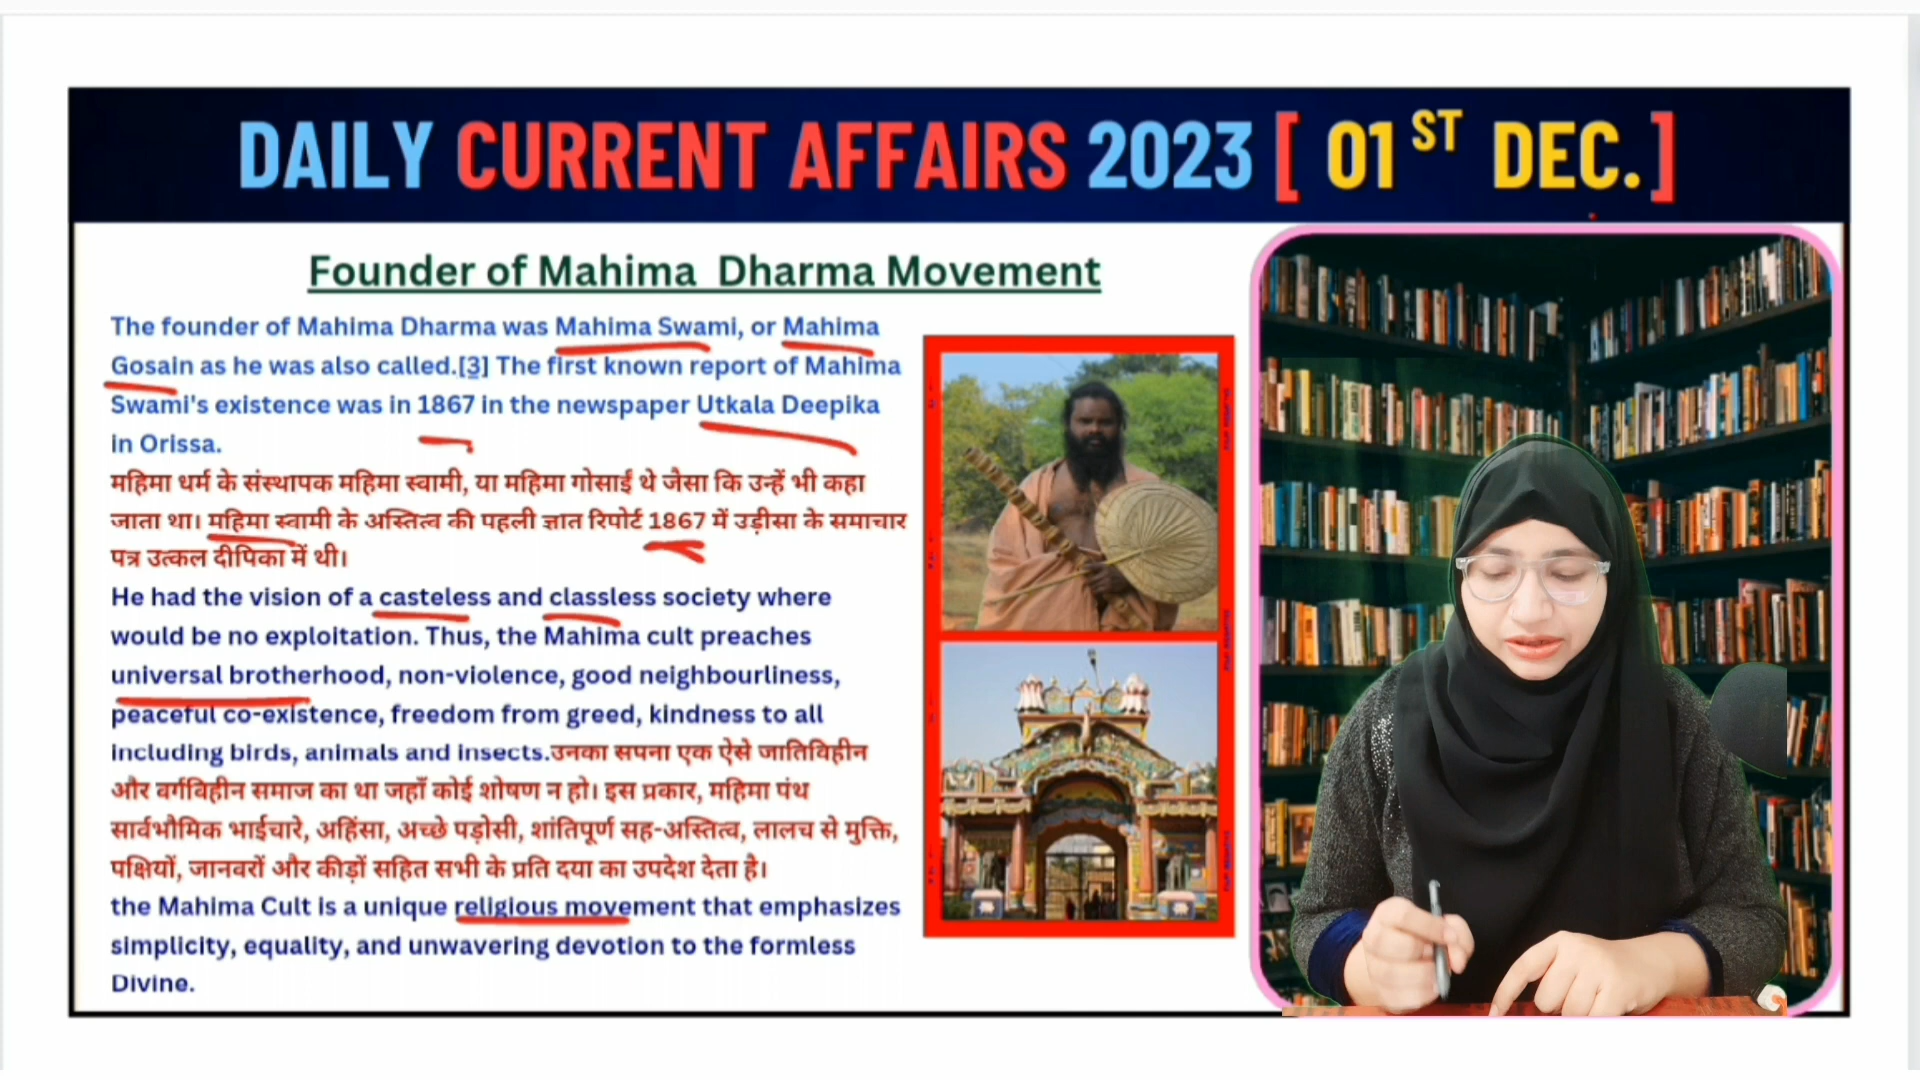 DAILY CURRENT AFFAIRS 2023 [ 01 ST DEC. ]
Founder of Mahima Dharma Movement
The founder of Mahima Dharma was Mahima Swami, or Mahima
Gosain as he was also called.[3] The first known report of Mahima
Swami's existence was in 1867 in the newspaper Utkala Deepika
in Orissa.
महिमा धर्म के संस्थापक महिमा स्वामी, या महिमा गोसाई थे जैसा कि उन्हें भी कहा
जाता था। महिमा स्वामी के अस्तित्व की पहली ज्ञात रिपोर्ट 1867 में उड़ीसा के समाचार
पत्र उत्कल दीपिका में थी।
He had the vision of a casteless and classless society where
would be no exploitation. Thus, the Mahima cult preaches
universal brotherhood, non-violence, good neighbourliness,
peaceful co-existence, freedom from greed, kindness to all
including birds, animals and insects.उनका सपना एक ऐसे जातिविहीन
और वर्गविहीन समाज का था जहाँ कोई शोषण न हो। इस प्रकार, महिमा पंथ
सार्वभौमिक भाईचारे, अहिंसा, अच्छे पड़ोसी, शांतिपूर्ण सह-अस्तित्व, लालच से मुक्ति,
पक्षियों, जानवरों और कीड़ों सहित सभी के प्रति दया का उपदेश देता है।
the Mahima Cult is a unique religious movement that emphasizes
simplicity, equality, and unwavering devotion to the formless
Divine.